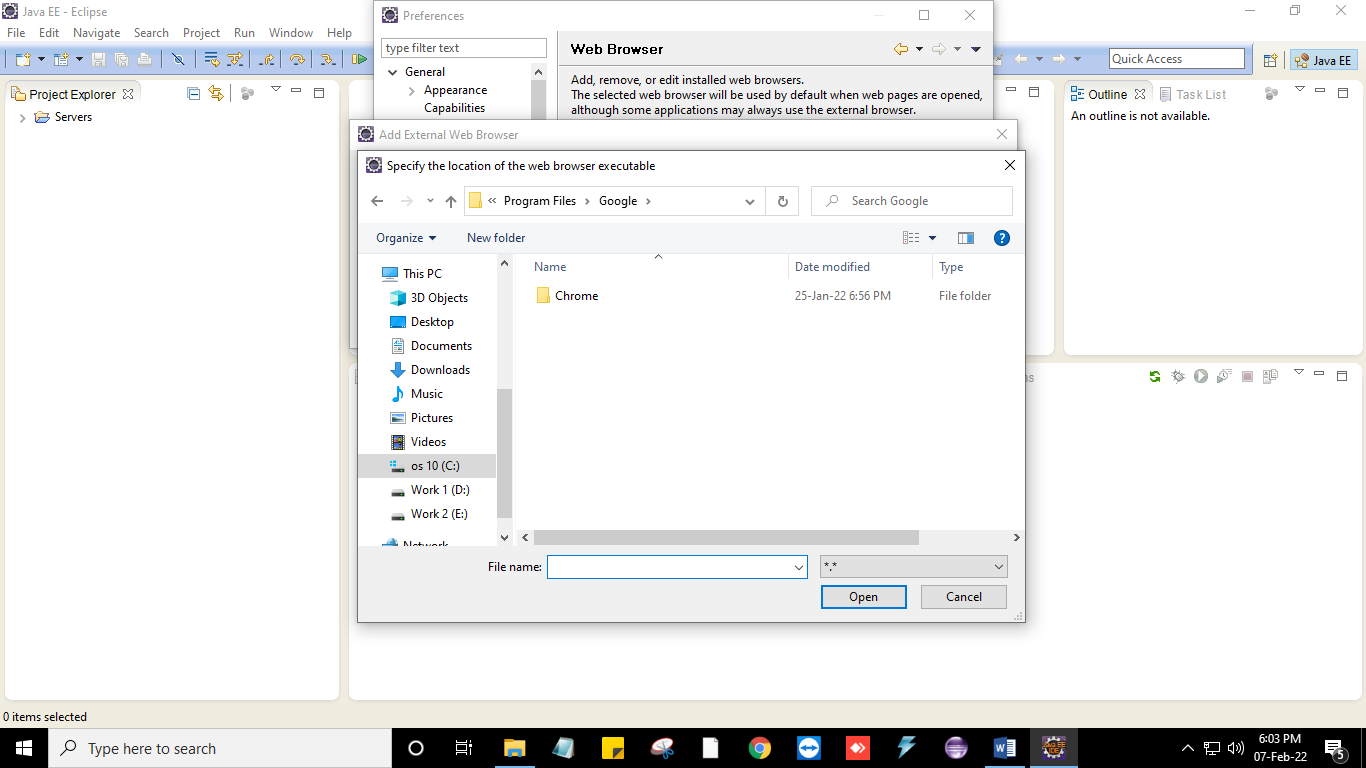 Java EE - Eclipse
File Edit Navigate Search Project Run Window Help
Quick Access
Java EE
Project Explorer
Servers
Preferences
type filter text
General
Appearance
Capabilities
Web Browser
Add, remove, or edit installed web browsers.
The selected web browser will be used by default when web pages are opened,
although some applications may always use the external browser.
Outline
Task List
An outline is not available.
Add External Web Browser
Specify the location of the web browser executable
« Program Files › Google ›
Search Google
Organize
New folder
This PC
3D Objects
Desktop
Documents
Downloads
Music
Pictures
Videos
os 10 (C:)
Work 1 (D:)
Work 2 (E:)
Network
Name Date modified Type
Chrome 25-Jan-22 6:56 PM File folder
File name:
*.*
Open
Cancel
0 items selected
Type here to search
6:03 PM
07-Feb-22
5